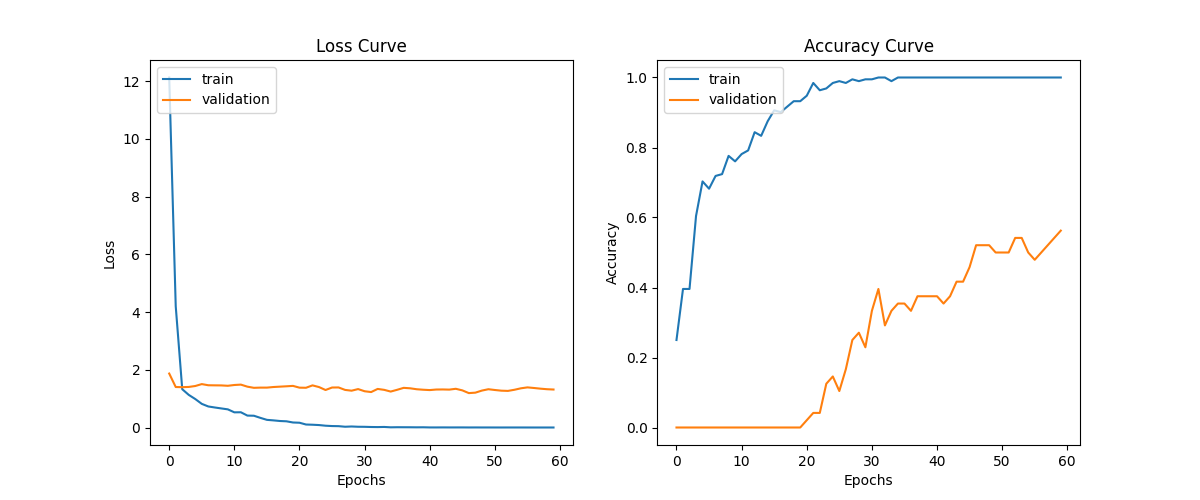 Loss Curve
train
validation
12
10
8
6
4
2
0
Loss
0 10 20 30 40 50 60
Epochs
Accuracy Curve
train
validation
1.0
0.8
0.6
0.4
0.2
0.0
Accuracy
0 10 20 30 40 50 60
Epochs